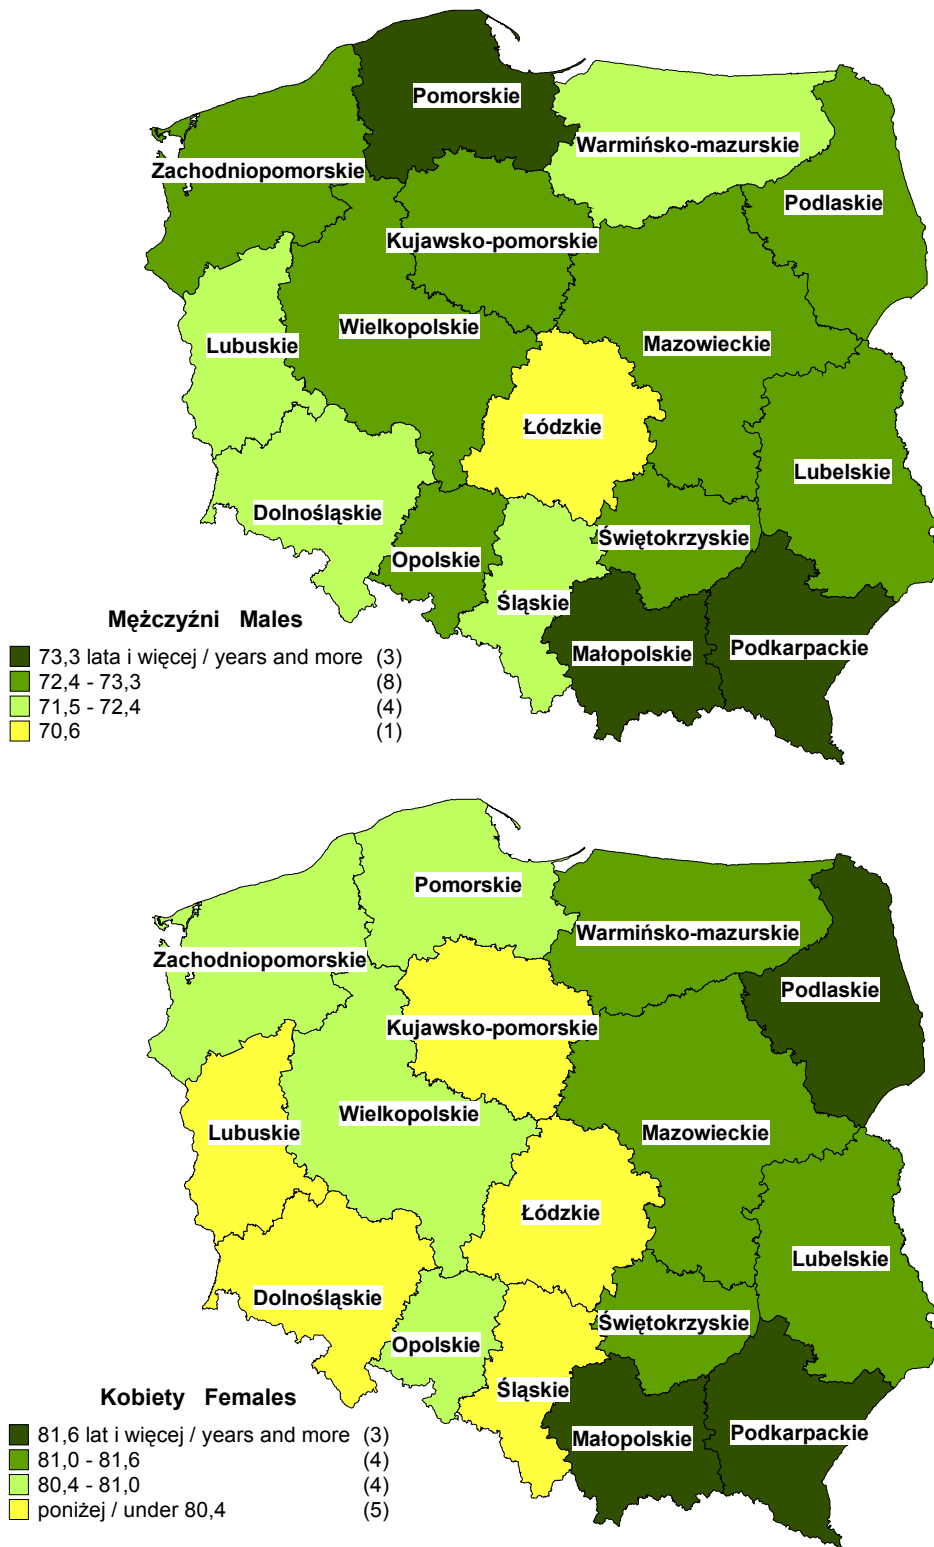 Pomorskie
Warmińsko-mazurskie
Zachodniopomorskie
Podlaskie
Kujawsko-pomorskie
Wielkopolskie
Mazowieckie
Lubuskie
Łódzkie
Lubelskie
Dolnośląskie
Świętokrzyskie
Opolskie
Śląskie
Małopolskie
Podkarpackie
Mężczyźni Males
73,3 lata i więcej / years and more (3)
72,4 - 73,3 (8)
71,5 - 72,4 (4)
70,6 (1)
Pomorskie
Warmińsko-mazurskie
Zachodniopomorskie
Podlaskie
Kujawsko-pomorskie
Wielkopolskie
Mazowieckie
Lubuskie
Łódzkie
Lubelskie
Dolnośląskie
Świętokrzyskie
Opolskie
Śląskie
Małopolskie
Podkarpackie
Kobiety Females
81,6 lat i więcej / years and more (3)
81,0 - 81,6 (4)
80,4 - 81,0 (4)
poniżej / under 80,4 (5)